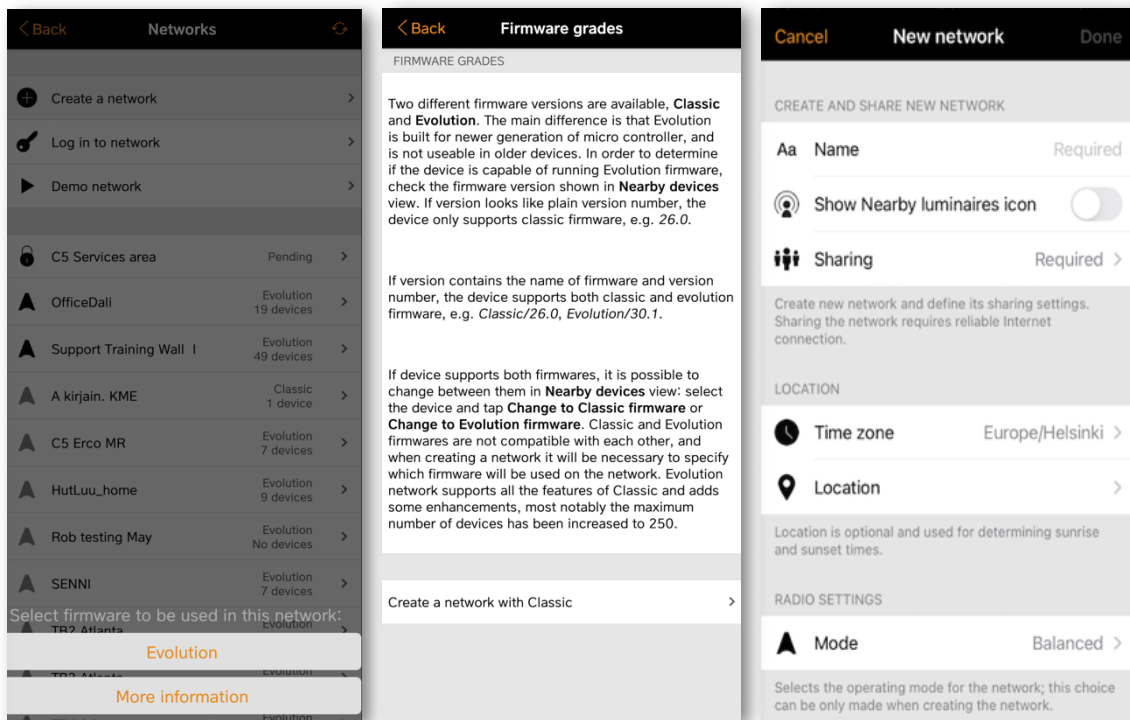 Back
Networks
Create a network
Log in to network
Demo network
C5 Services area
Pending
OfficeDali
Evolution
19 devices
Support Training Wall I
Evolution
49 devices
A kirjain. KME
Classic
1 device
C5 Erco MR
Evolution
7 devices
HutLuu_home
Evolution
9 devices
Rob testing May
Evolution
No devices
SENNI
Evolution
7 devices
Select firmware to be used in this network:
TB2 Atlanta
Evolution
Evolution
TB2 Atlanta
Evolution
More information
Evolution
Back
Firmware grades
FIRMWARE GRADES
Two different firmware versions are available, Classic
and Evolution. The main difference is that Evolution
is built for newer generation of micro controller, and
is not useable in older devices. In order to determine
if the device is capable of running Evolution firmware,
check the firmware version shown in Nearby devices
view. If version looks like plain version number, the
device only supports classic firmware, e.g. 26.0.
If version contains the name of firmware and version
number, the device supports both classic and evolution
firmware, e.g. Classic/26.0, Evolution/30.1.
If device supports both firmwares, it is possible to
change between them in Nearby devices view: select
the device and tap Change to Classic firmware or
Change to Evolution firmware. Classic and Evolution
firmwares are not compatible with each other, and
when creating a network it will be necessary to specify
which firmware will be used on the network. Evolution
network supports all the features of Classic and adds
some enhancements, most notably the maximum
number of devices has been increased to 250.
Create a network with Classic
Cancel
New network
Done
CREATE AND SHARE NEW NETWORK
Aa Name
Required
Show Nearby luminaires icon
Sharing
Required
Create new network and define its sharing settings.
Sharing the network requires reliable Internet
connection.
LOCATION
Time zone
Europe/Helsinki
Location
Location is optional and used for determining sunrise
and sunset times.
RADIO SETTINGS
Mode
Balanced
Selects the operating mode for the network; this choice
can be only made when creating the network.